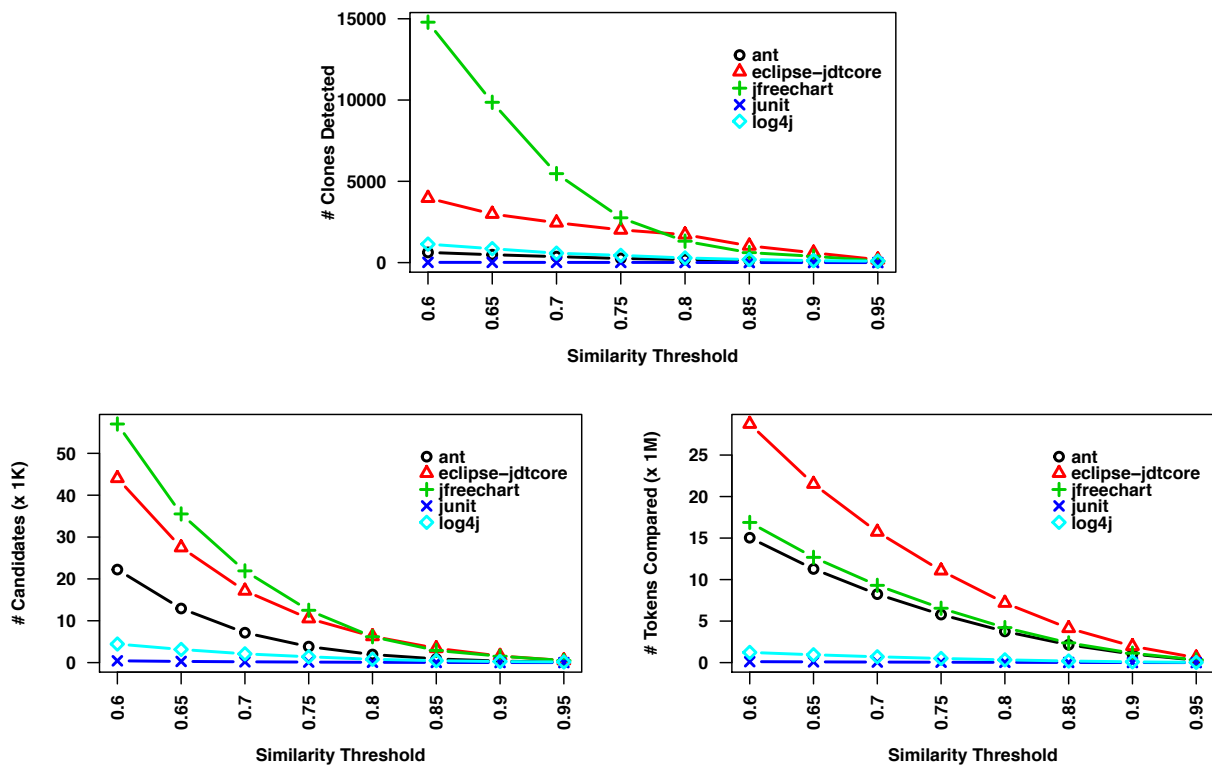 # Clones Detected
15000
10000
5000
0
ant
eclipse−jdtcore
jfreechart
junit
log4j
0.6 0.65 0.7 0.75 0.8 0.85 0.9 0.95
Similarity Threshold
# Candidates (x 1K)
50
40
30
20
10
0
ant
eclipse−jdtcore
jfreechart
junit
log4j
0.6 0.65 0.7 0.75 0.8 0.85 0.9 0.95
Similarity Threshold
# Tokens Compared (x 1M)
25
20
15
10
5
0
ant
eclipse−jdtcore
jfreechart
junit
log4j
0.6 0.65 0.7 0.75 0.8 0.85 0.9 0.95
Similarity Threshold